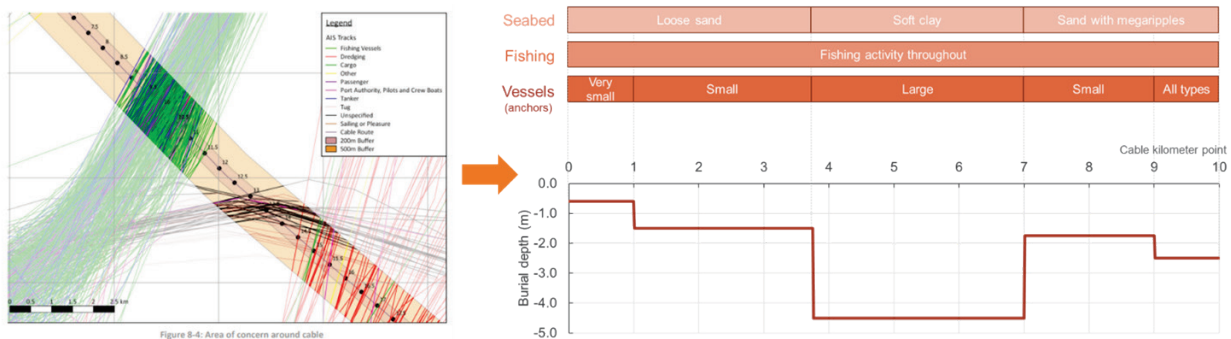 7.5
8
8.5
9
11
11.5
12
12.5
13
Legend
AIS Tracks
Fishing Vessels
Dredging
Cargo
Other
Passenger
Port Authority, Pilots and Crew Boats
Tanker
Tug
Unspecified
Sailing or Pleasure
Cable Route
200m Buffer
500m Buffer
0 0.5 1 1.5 2 2.5 km
Figure 8-4: Area of concern around cable
Seabed Loose sand Soft clay Sand with megaripples
Fishing Fishing activity throughout
Vessels (anchors) Very small Small Large Small All types
Cable kilometer point
0 1 2 3 4 5 6 7 8 9 10
Burial depth (m)
0.0
-1.0
-2.0
-3.0
-4.0
-5.0